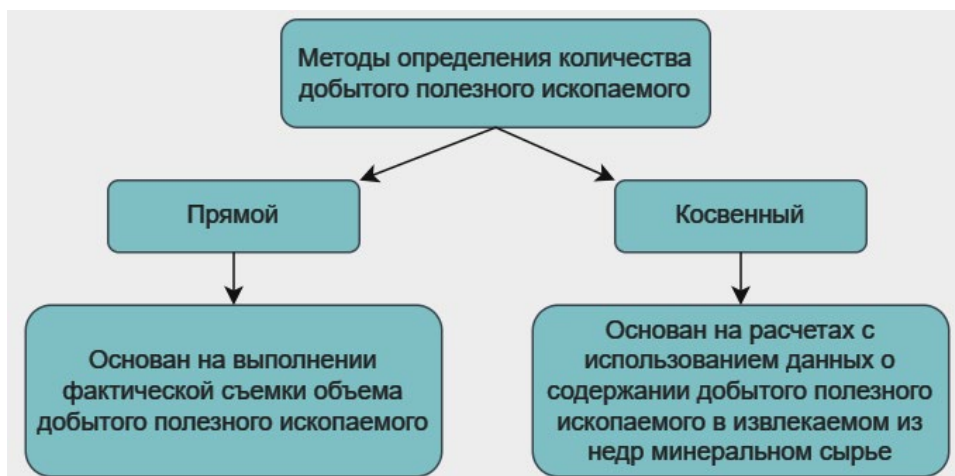 Методы определения количества
добытого полезного ископаемого
Прямой
Косвенный
Основан на выполнении
фактической съемки объема
добытого полезного ископаемого
Основан на расчетах с
использованием данных о
содержании добытого полезного
ископаемого в извлекаемом из
недр минеральном сырье